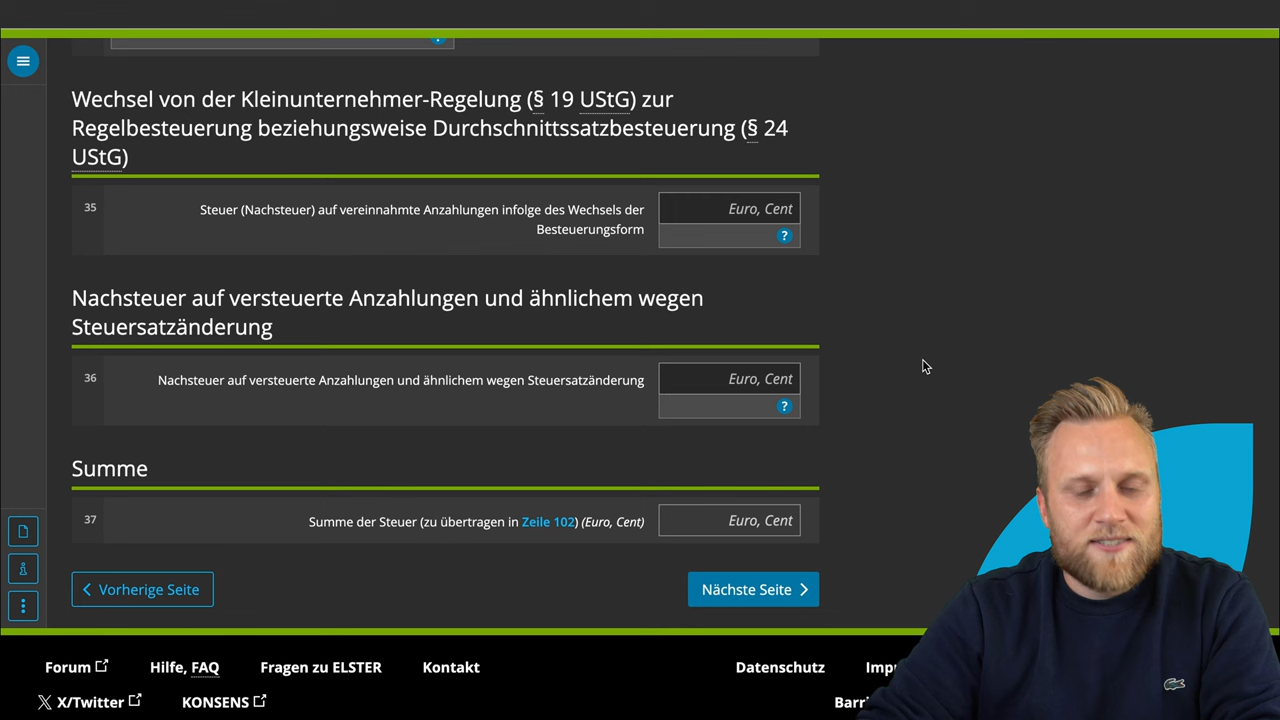 Wechsel von der Kleinunternehmer-Regelung (§ 19 UStG) zur
Regelbesteuerung beziehungsweise Durchschnittssatzbesteuerung (§ 24
UStG)
35
Steuer (Nachsteuer) auf vereinnahmte Anzahlungen infolge des Wechsels der
Besteuerungsform
Euro, Cent
?
Nachsteuer auf versteuerte Anzahlungen und ähnlichem wegen
Steuersatzänderung
36
Nachsteuer auf versteuerte Anzahlungen und ähnlichem wegen Steuersatzänderung
Euro, Cent
?
Summe
37
Summe der Steuer (zu übertragen in Zeile 102) (Euro, Cent)
Euro, Cent
Vorherige Seite
Nächste Seite
Forum
Hilfe, FAQ
Fragen zu ELSTER
Kontakt
Datenschutz
X/Twitter
KONSENS